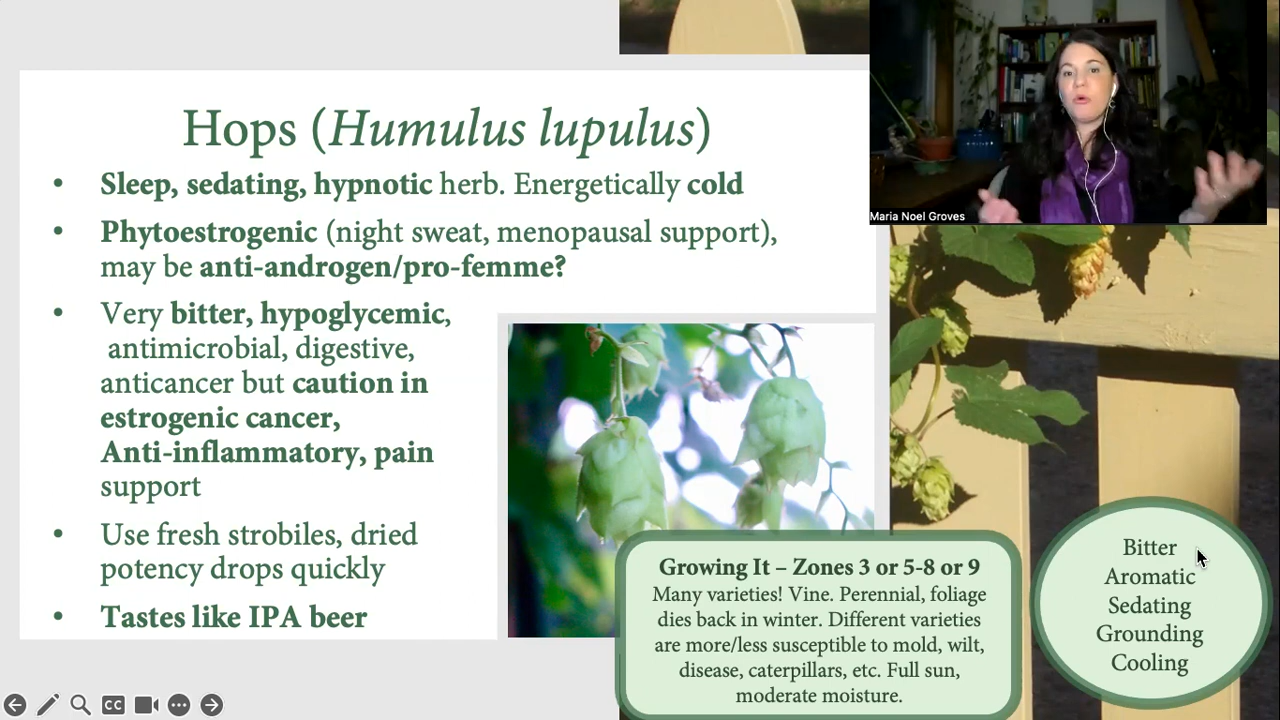 Hops (Humulus lupulus)
• Sleep, sedating, hypnotic herb. Energetically cold
• Phytoestrogenic (night sweat, menopausal support),
may be anti-androgen/pro-femme?
• Very bitter, hypoglycemic,
antimicrobial, digestive,
anticancer but caution in
estrogenic cancer,
Anti-inflammatory, pain
support
• Use fresh strobiles, dried
potency drops quickly
• Tastes like IPA beer
Maria Noel Groves
Growing It – Zones 3 or 5-8 or 9
Many varieties! Vine. Perennial, foliage
dies back in winter. Different varieties
are more/less susceptible to mold, wilt,
disease, caterpillars, etc. Full sun,
moderate moisture.
Bitter
Aromatic
Sedating
Grounding
Cooling
CC